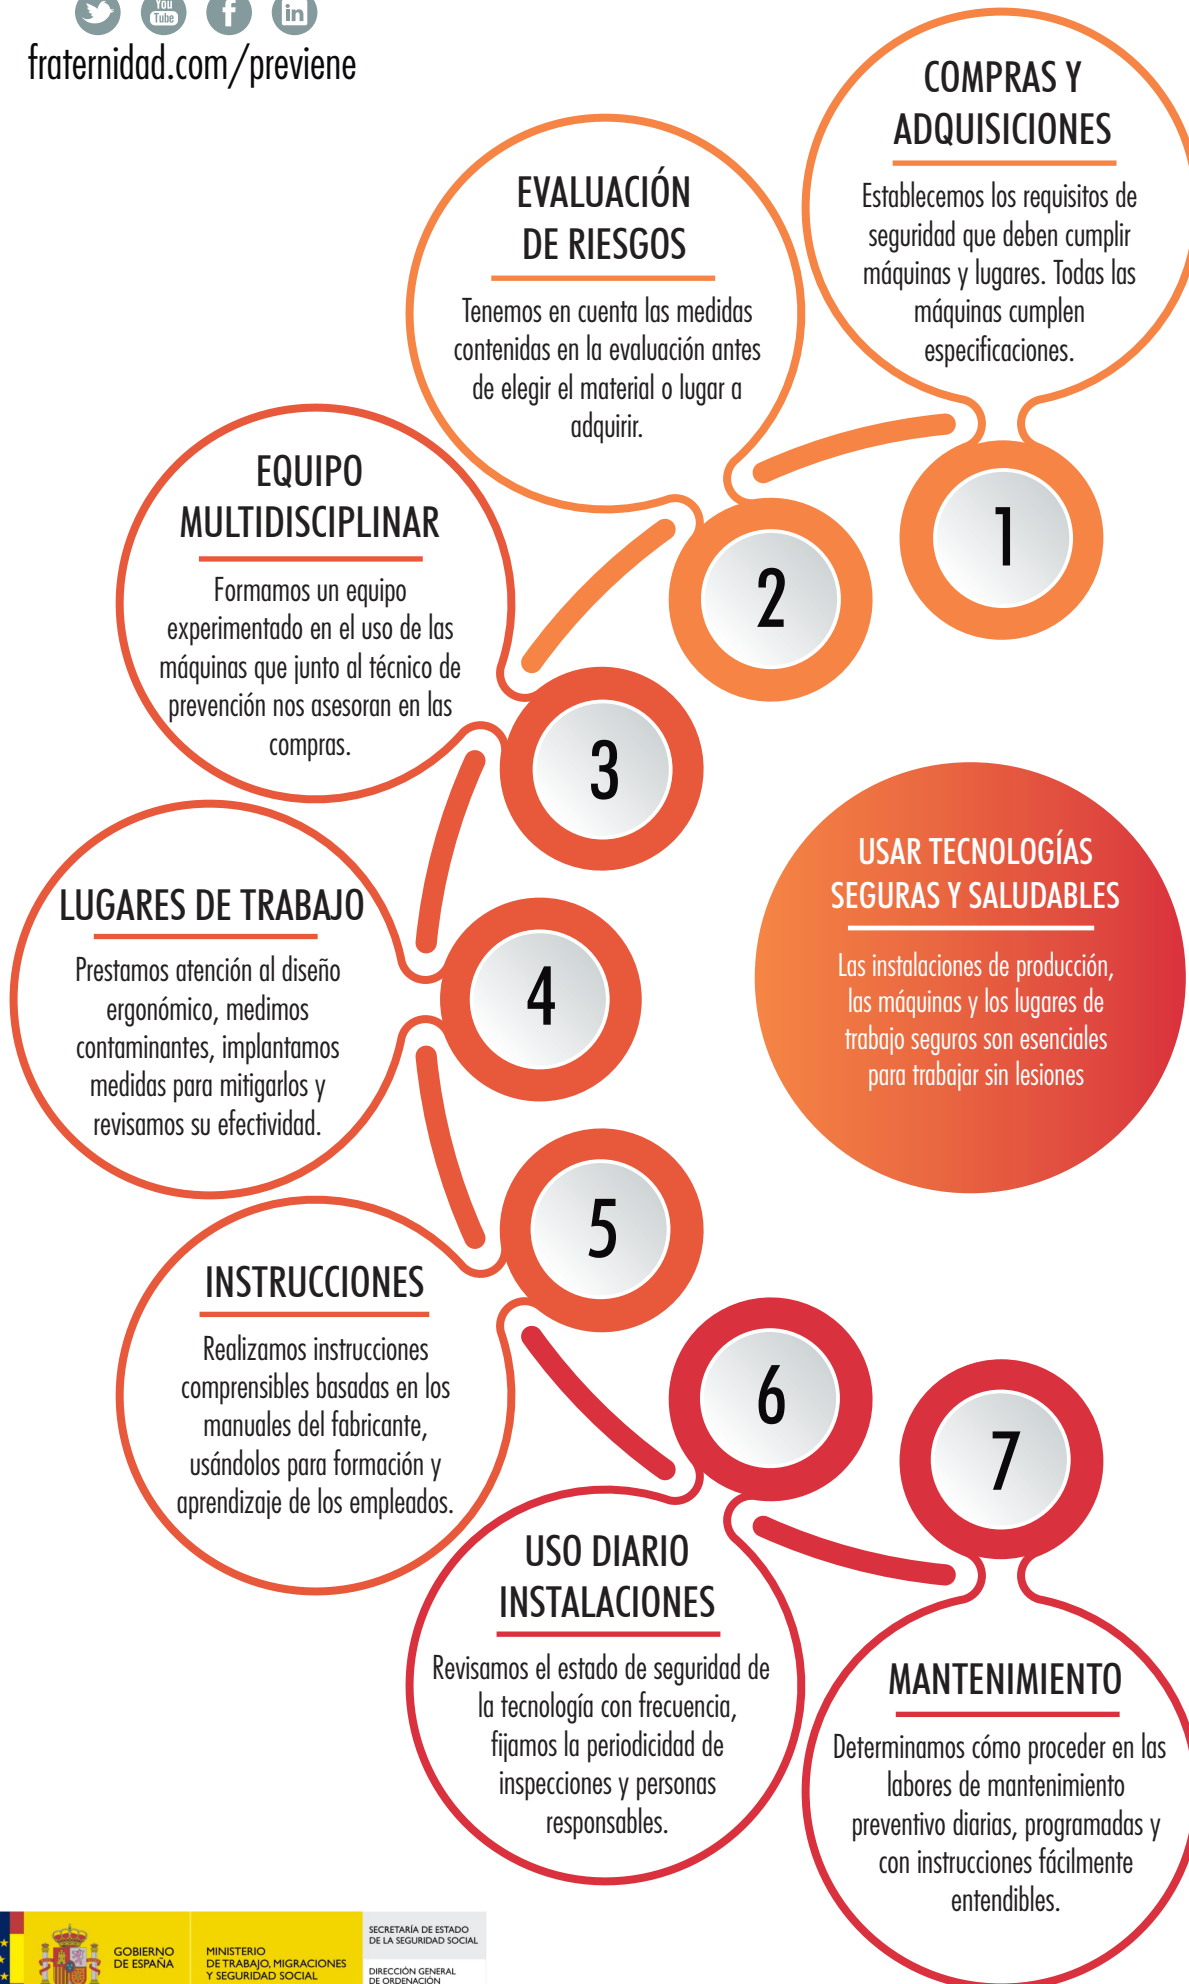 You
Tube
f
in
fraternidad.com/previene
COMPRAS Y
ADQUISICIONES
Establecemos los requisitos de
seguridad que deben cumplir
máquinas y lugares. Todas las
máquinas cumplen
especificaciones.
1
EVALUACIÓN
DE RIESGOS
Tenemos en cuenta las medidas
contenidas en la evaluación antes
de elegir el material o lugar a
adquirir.
2
EQUIPO
MULTIDISCIPLINAR
Formamos un equipo
experimentado en el uso de las
máquinas que junto al técnico de
prevención nos asesoran en las
compras.
3
LUGARES DE TRABAJO
Prestamos atención al diseño
ergonómico, medimos
contaminantes, implantamos
medidas para mitigarlos y
revisamos su efectividad.
4
USAR TECNOLOGÍAS
SEGURAS Y SALUDABLES
Las instalaciones de producción,
las máquinas y los lugares de
trabajo seguros son esenciales
para trabajar sin lesiones
5
INSTRUCCIONES
Realizamos instrucciones
comprensibles basadas en los
manuales del fabricante,
usándolos para formación y
aprendizaje de los empleados.
6
USO DIARIO
INSTALACIONES
Revisamos el estado de seguridad de
la tecnología con frecuencia,
fijamos la periodicidad de
inspecciones y personas
responsables.
7
MANTENIMIENTO
Determinamos cómo proceder en las
labores de mantenimiento
preventivo diarias, programadas y
con instrucciones fácilmente
entendibles.
GOBIERNO
DE ESPAÑA
MINISTERIO
DE TRABAJO, MIGRACIONES
Y SEGURIDAD SOCIAL
SECRETARÍA DE ESTADO
DE LA SEGURIDAD SOCIAL
DIRECCIÓN GENERAL
DE ORDENACIÓN